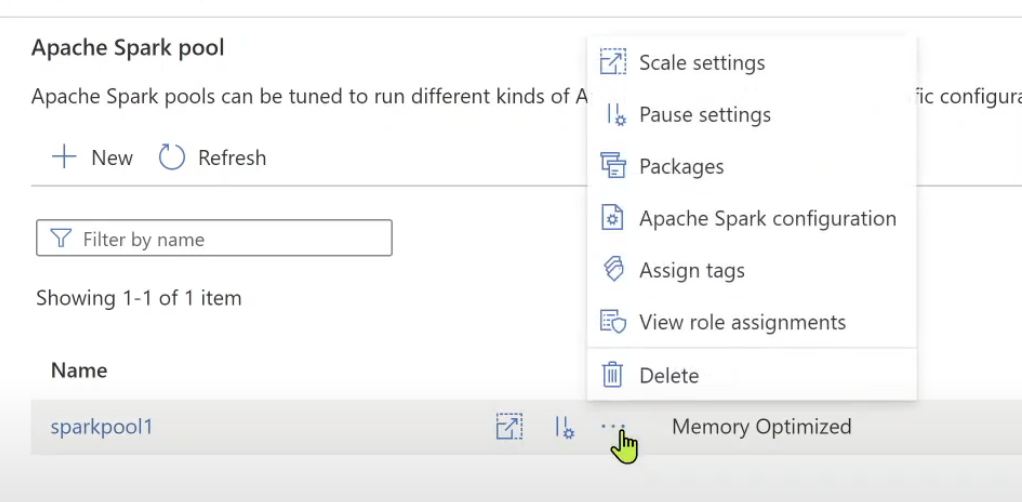 Apache Spark pool
Apache Spark pools can be tuned to run different kinds of A fic configura
New Refresh
Filter by name
Showing 1-1 of 1 item
Name
sparkpool1 Memory Optimized
Scale settings
Pause settings
Packages
Apache Spark configuration
Assign tags
View role assignments
Delete